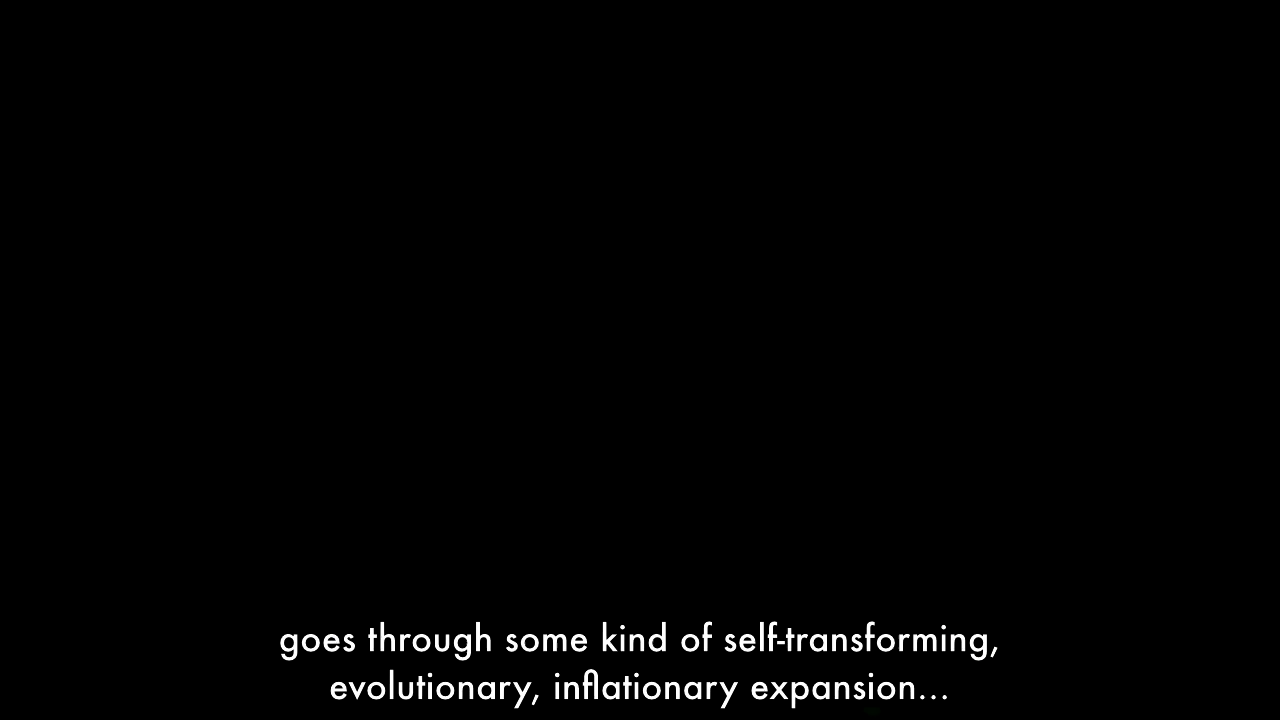 goes through some kind of self-transforming,
evolutionary, inflationary expansion...